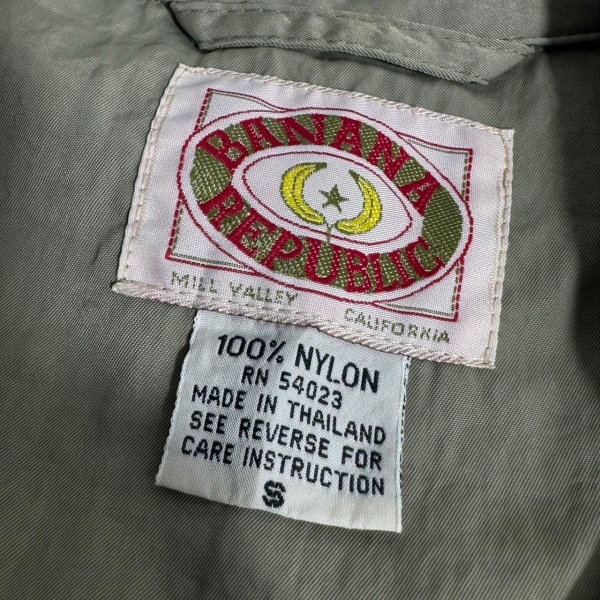 BANANA
REPUBLIC
MILL VALLEY CALIFORNIA
100% NYLON
RN 54023
MADE IN THAILAND
SEE REVERSE FOR
CARE INSTRUCTION
S